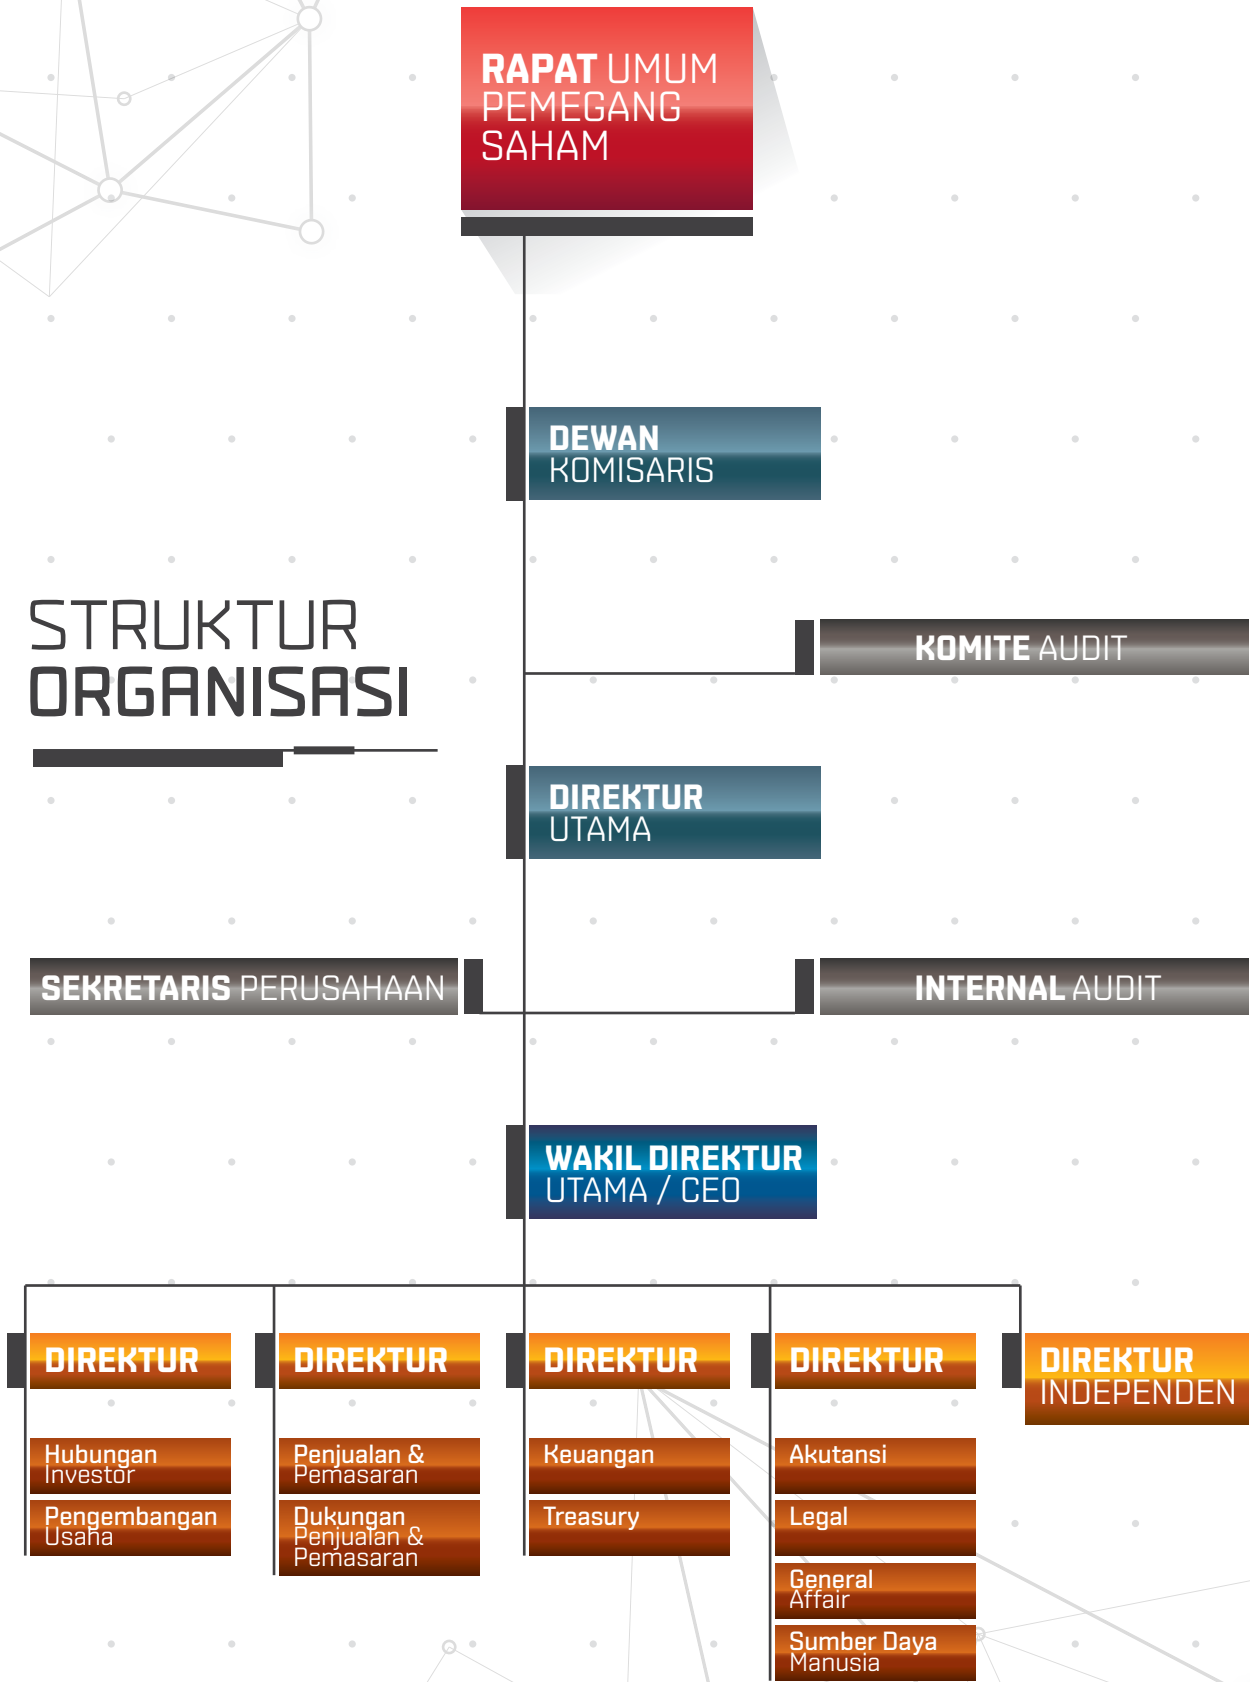 RAPAT UMUM
PEMEGANG
SAHAM
DEWAN
KOMISARIS
STRUKTUR
ORGANISASI
KOMITE AUDIT
DIREKTUR
UTAMA
SEKRETARIS PERUSAHAAN
INTERNAL AUDIT
WAKIL DIREKTUR
UTAMA / CEO
DIREKTUR
Hubungan
Investor
Pengembangan
Usaha
DIREKTUR
Penjualan &
Pemasaran
Dukungan
Penjualan &
Pemasaran
DIREKTUR
Keuangan
Treasury
DIREKTUR
Akutansi
Legal
General
Affair
Sumber Daya
Manusia
DIREKTUR
INDEPENDEN